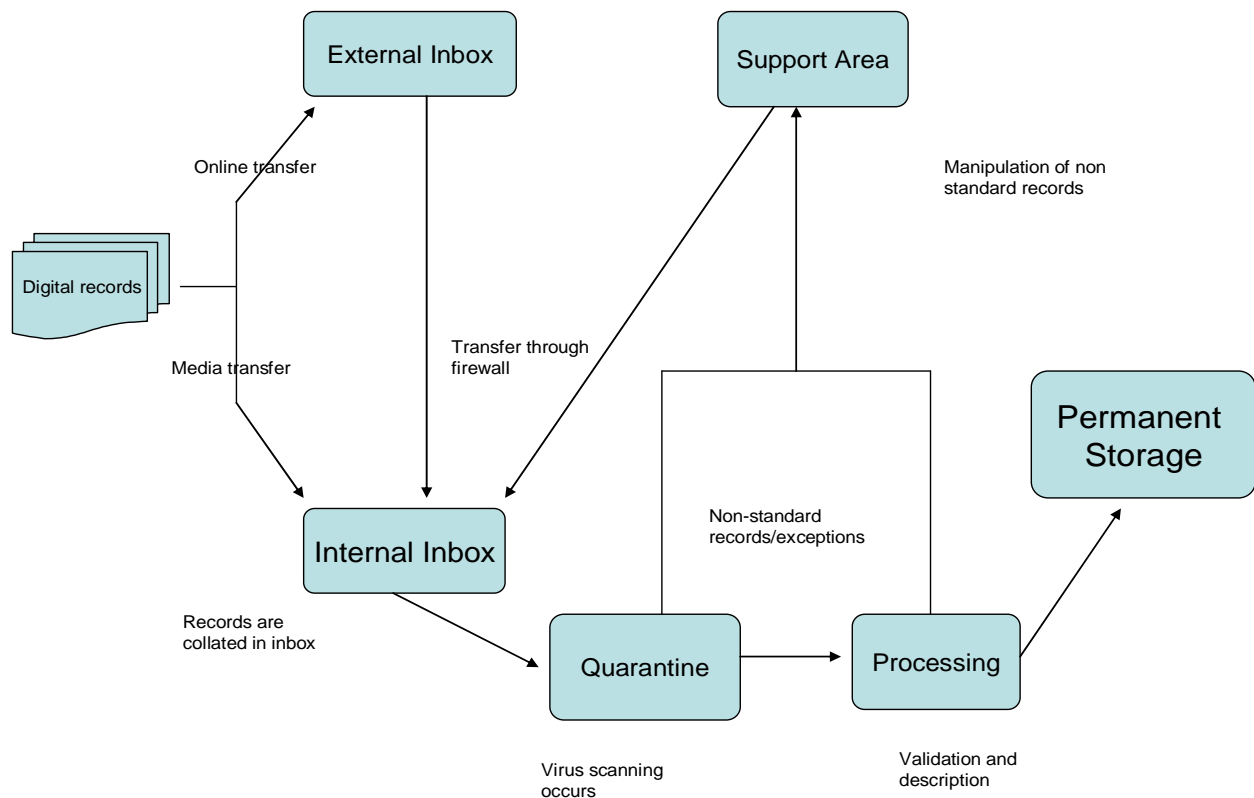 External Inbox
Support Area
Online transfer
Manipulation of non
standard records
Digital records
Media transfer
Transfer through
firewall
Permanent
Storage
Internal Inbox
Non-standard
records/exceptions
Records are
collated in inbox
Quarantine
Processing
Virus scanning
occurs
Validation and
description